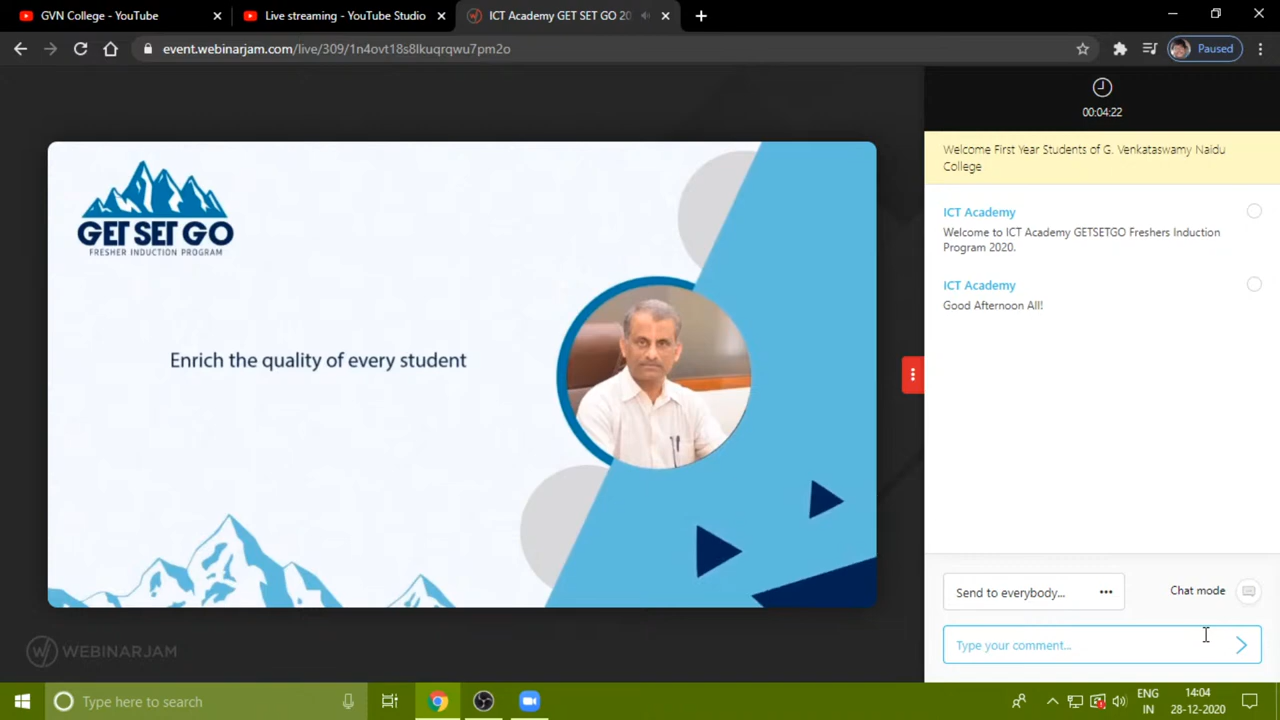 GVN College - YouTube
Live streaming - YouTube Studio
ICT Academy GET SET GO 20
event.webinarjam.com/live/309/1n4ovt18s8lkuqrqwu7pm2o
Paused
00:04:22
Welcome First Year Students of G. Venkataswamy Naidu
College
ICT Academy
Welcome to ICT Academy GETSETGO Freshers Induction
Program 2020.
ICT Academy
Good Afternoon All!
GET SET GO
FRESHER INDUCTION PROGRAM
Enrich the quality of every student
Send to everybody...
Chat mode
Type your comment...
WEBINARJAM
Type here to search
ENG
IN
14:04
28-12-2020